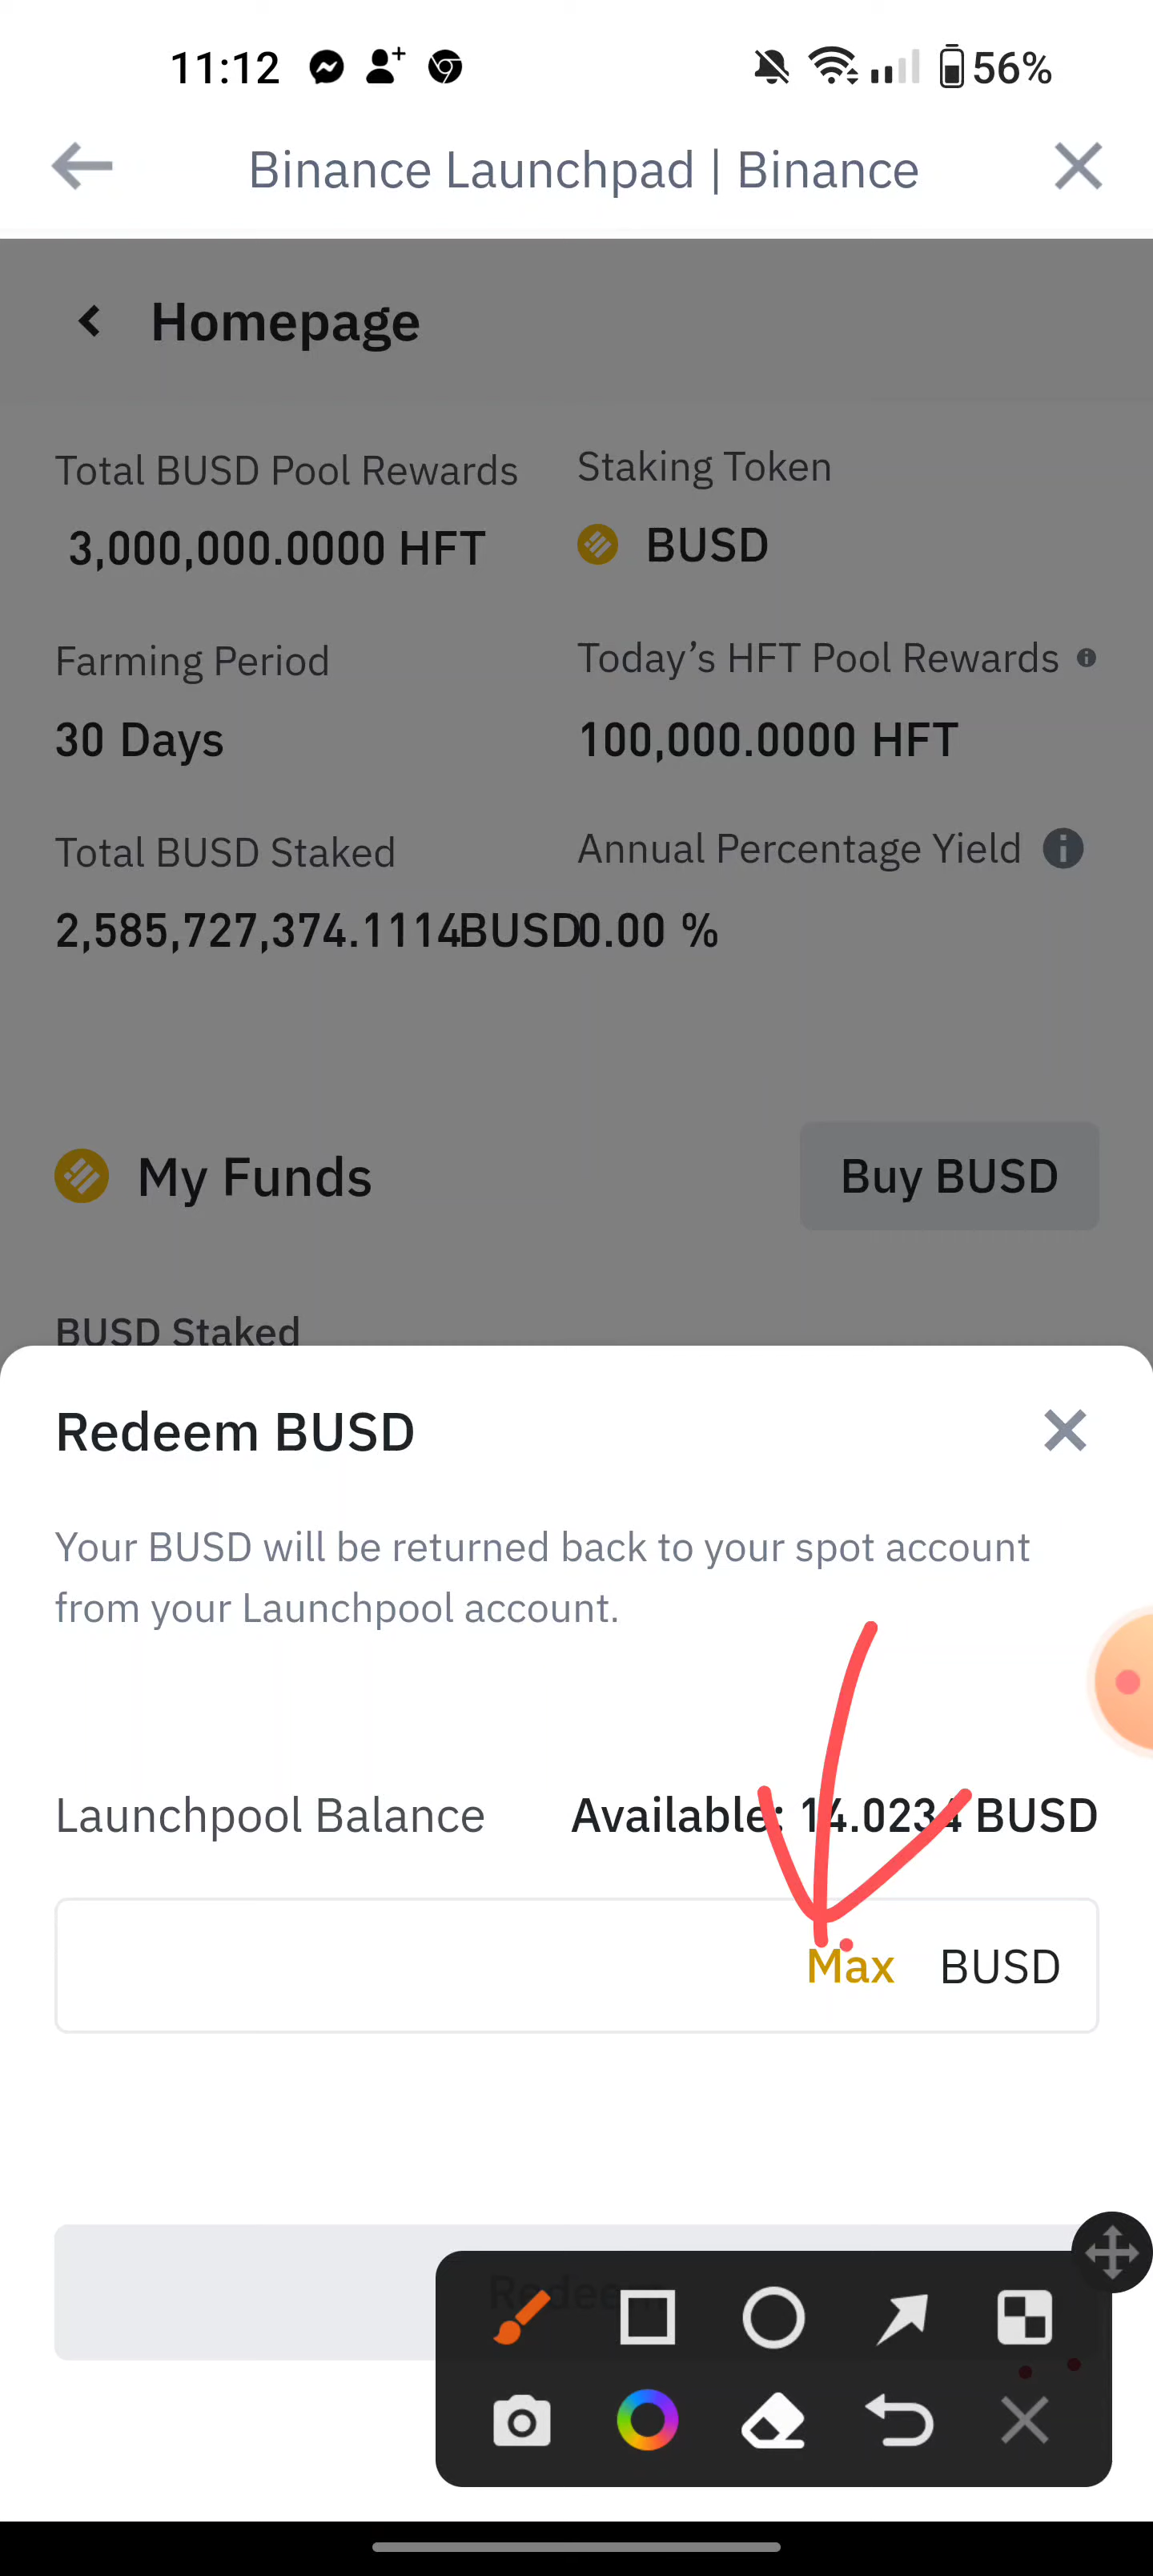 11:12
56%
Binance Launchpad | Binance
Homepage
Total BUSD Pool Rewards
3,000,000.0000 HFT
Staking Token
BUSD
Farming Period
30 Days
Today's HFT Pool Rewards
100,000.0000 HFT
Total BUSD Staked
2,585,727,374.1114BUSD
Annual Percentage Yield
0.00 %
My Funds
Buy BUSD
BUSD Staked
Redeem BUSD
Your BUSD will be returned back to your spot account
from your Launchpool account.
Launchpool Balance
Available: 14.0234 BUSD
Max BUSD